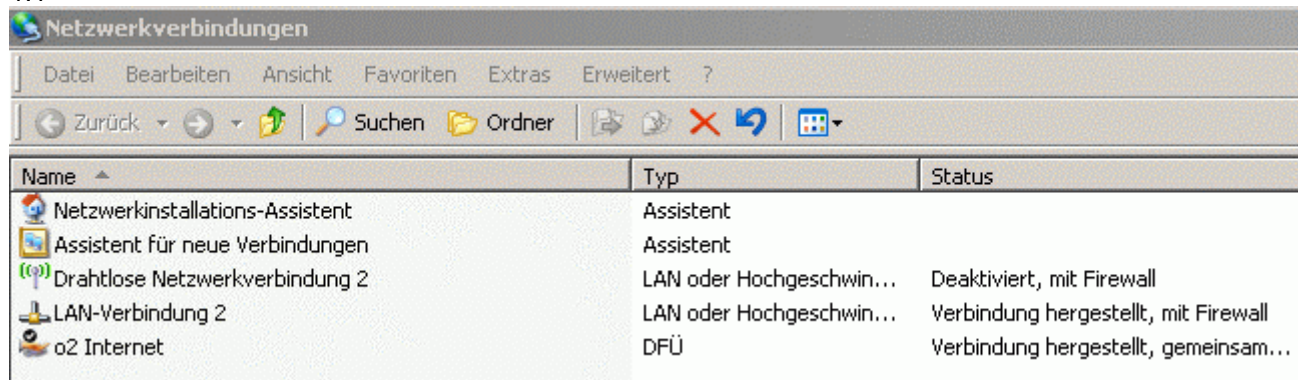 Netzwerkverbindungen
Datei Bearbeiten Ansicht Favoriten Extras Erweitert ?
Zurück Suchen Ordner
Name Typ Status
Netzwerkinstallations-Assistent Assistent
Assistent für neue Verbindungen Assistent
Drahtlose Netzwerkverbindung 2 LAN oder Hochgeschwin... Deaktiviert, mit Firewall
LAN-Verbindung 2 LAN oder Hochgeschwin... Verbindung hergestellt, mit Firewall
o2 Internet DFÜ Verbindung hergestellt, gemeinsam...